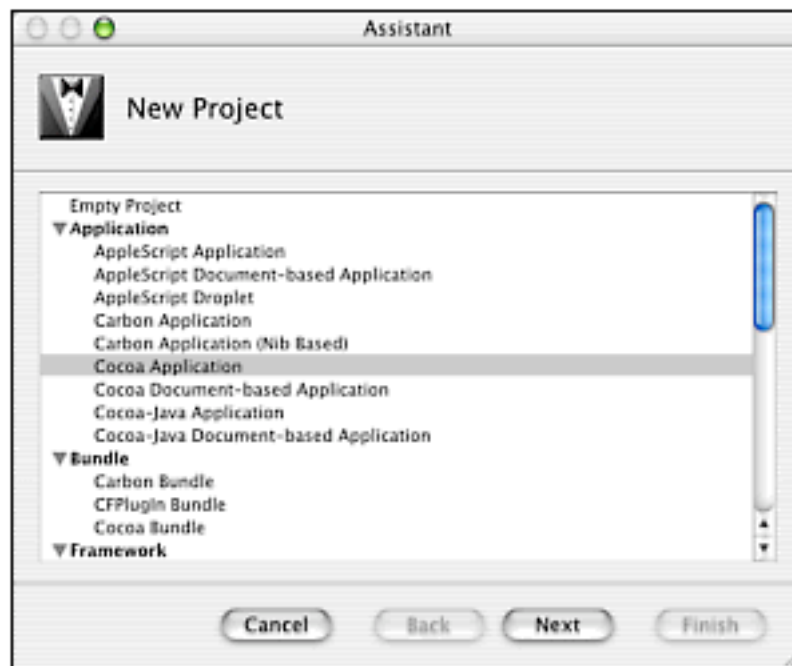 Assistant
New Project
Empty Project
Application
AppleScript Application
AppleScript Document-based Application
AppleScript Droplet
Carbon Application
Carbon Application (Nib Based)
Cocoa Application
Cocoa Document-based Application
Cocoa-Java Application
Cocoa-Java Document-based Application
Bundle
Carbon Bundle
CFPlugIn Bundle
Cocoa Bundle
Framework
Cancel Back Next Finish